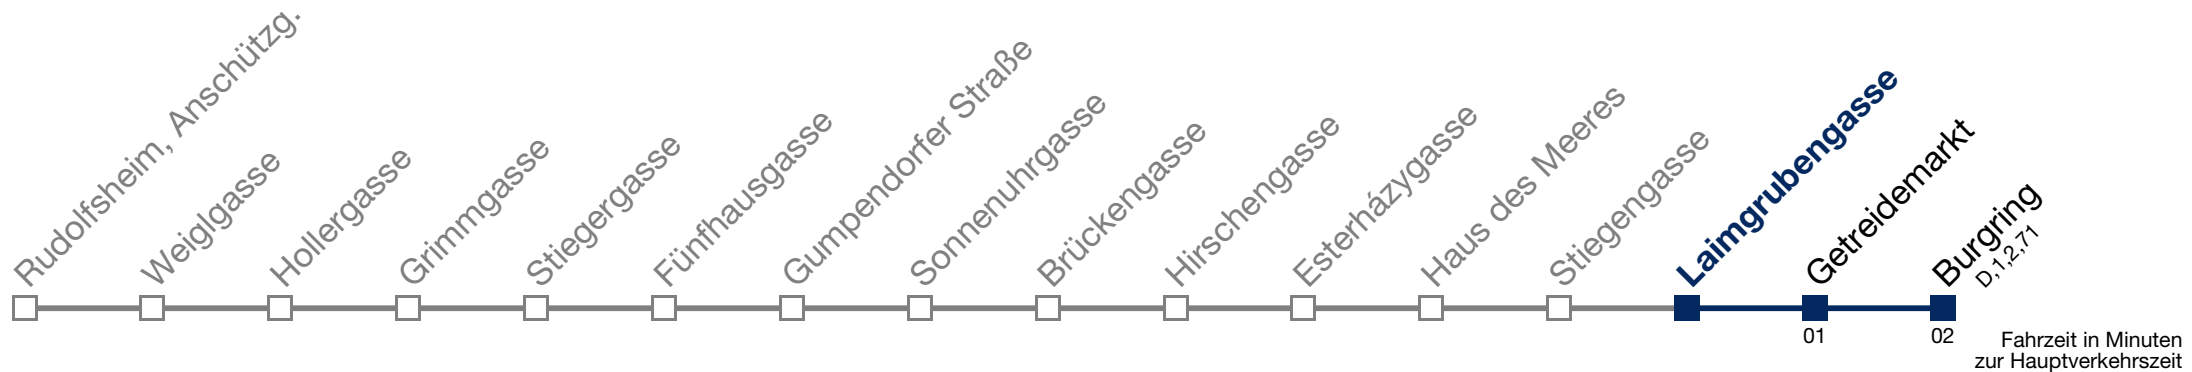 Rudolfsheim, Anschützg.
Weiglgasse
Hollergasse
Grimmgasse
Stiegergasse
Fünfhausgasse
Gumpendorfer Straße
Sonnenuhrgasse
Brückengasse
Hirschengasse
Esterházygasse
Haus des Meeres
Stiegengasse
Laimgrubengasse
Getreidemarkt
Burgring
D,1,2,71
01
02
Fahrzeit in Minuten
zur Hauptverkehrszeit